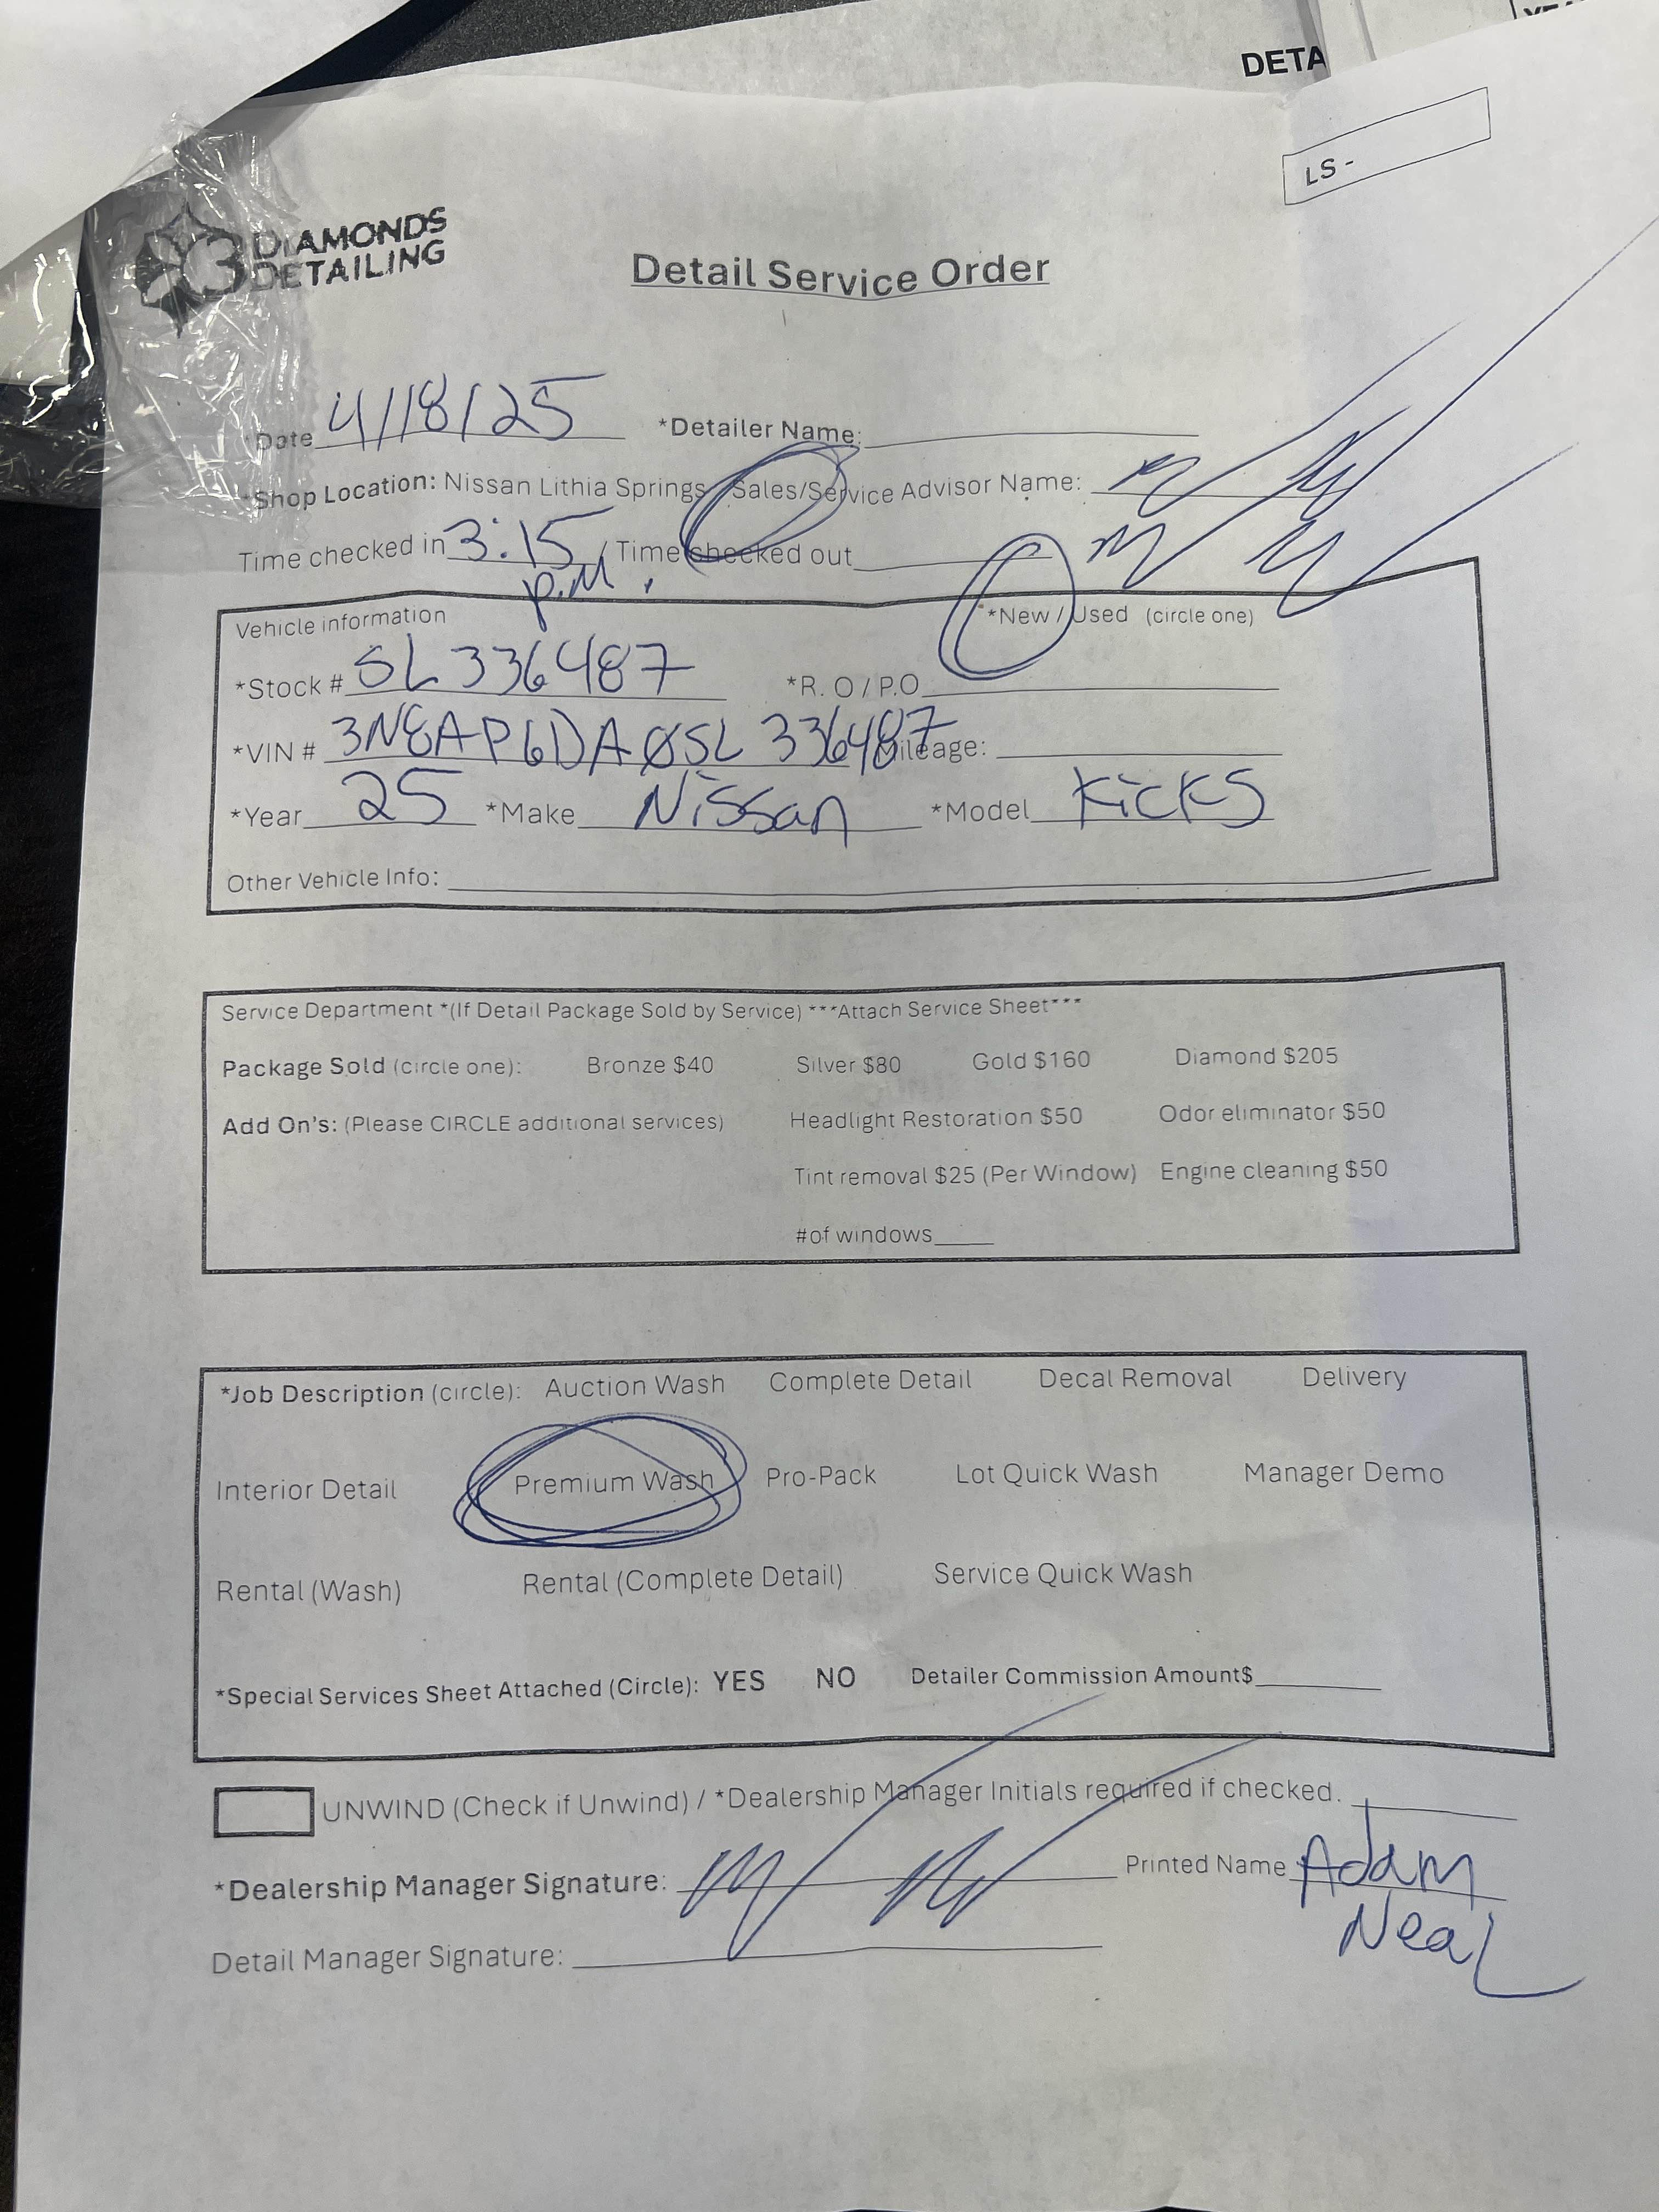 DETA
LS -
3 DIAMONDS
DETAILING
Detail Service Order
*Date 4/18/25 *Detailer Name:
*Shop Location: Nissan Lithia Springs Sales/Service Advisor Name:
Time checked in 3:15 p.m. / Time checked out
Vehicle information *New / Used (circle one)
*Stock # SL336487 *R. O / P.O
*VIN # 3N8AP6DA0SL336487 Mileage:
*Year 25 *Make Nissan *Model Kicks
Other Vehicle Info:
Service Department *(If Detail Package Sold by Service) ***Attach Service Sheet***
Package Sold (circle one): Bronze $40 Silver $80 Gold $160 Diamond $205
Add On's: (Please CIRCLE additional services) Headlight Restoration $50 Odor eliminator $50
Tint removal $25 (Per Window) Engine cleaning $50
#of windows
*Job Description (circle): Auction Wash Complete Detail Decal Removal Delivery
Interior Detail Premium Wash Pro-Pack Lot Quick Wash Manager Demo
Rental (Wash) Rental (Complete Detail) Service Quick Wash
*Special Services Sheet Attached (Circle): YES NO Detailer Commission Amount$
UNWIND (Check if Unwind) / *Dealership Manager Initials required if checked.
*Dealership Manager Signature: Printed Name Adam Neal
Detail Manager Signature: